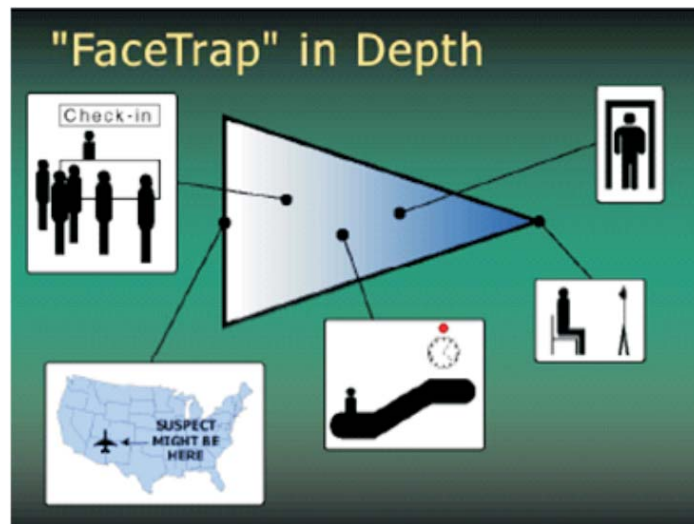 "FaceTrap" in Depth
Check-in
SUSPECT
MIGHT BE
HERE